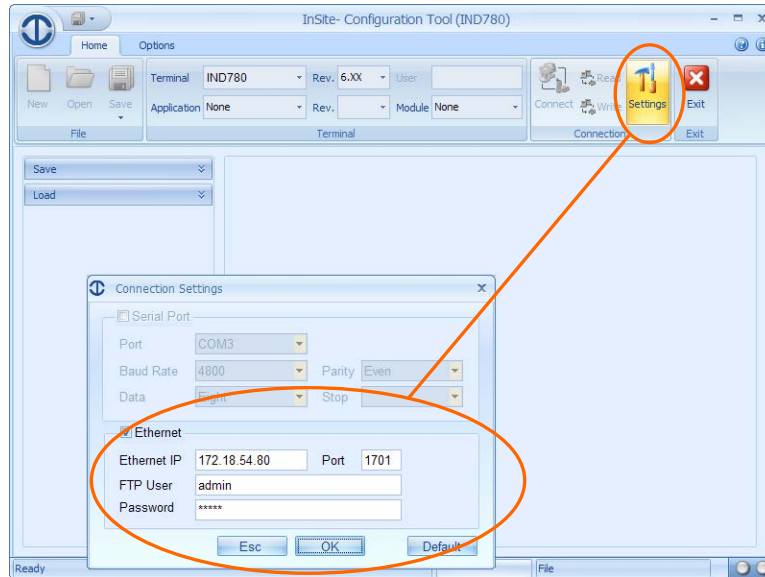 InSite- Configuration Tool (IND780)
Home Options
Terminal IND780 Rev. 6.XX User
Application None Rev. Module None
New Open Save
Connect Read Write Settings Exit
File Terminal Connection Exit
Save
Load
Connection Settings
Serial Port
Port COM3
Baud Rate 4800 Parity Even
Data Eight Stop
Ethernet
Ethernet IP 172.18.54.80 Port 1701
FTP User admin
Password *****
Esc OK Default
Ready File